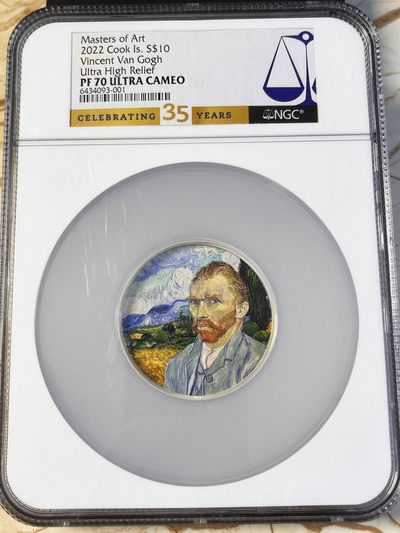 Masters of Art
2022 Cook Is. S$10
Vincent Van Gogh
Ultra High Relief
PF 70 ULTRA CAMEO
6434093-001
CELEBRATING 35 YEARS
NGC®